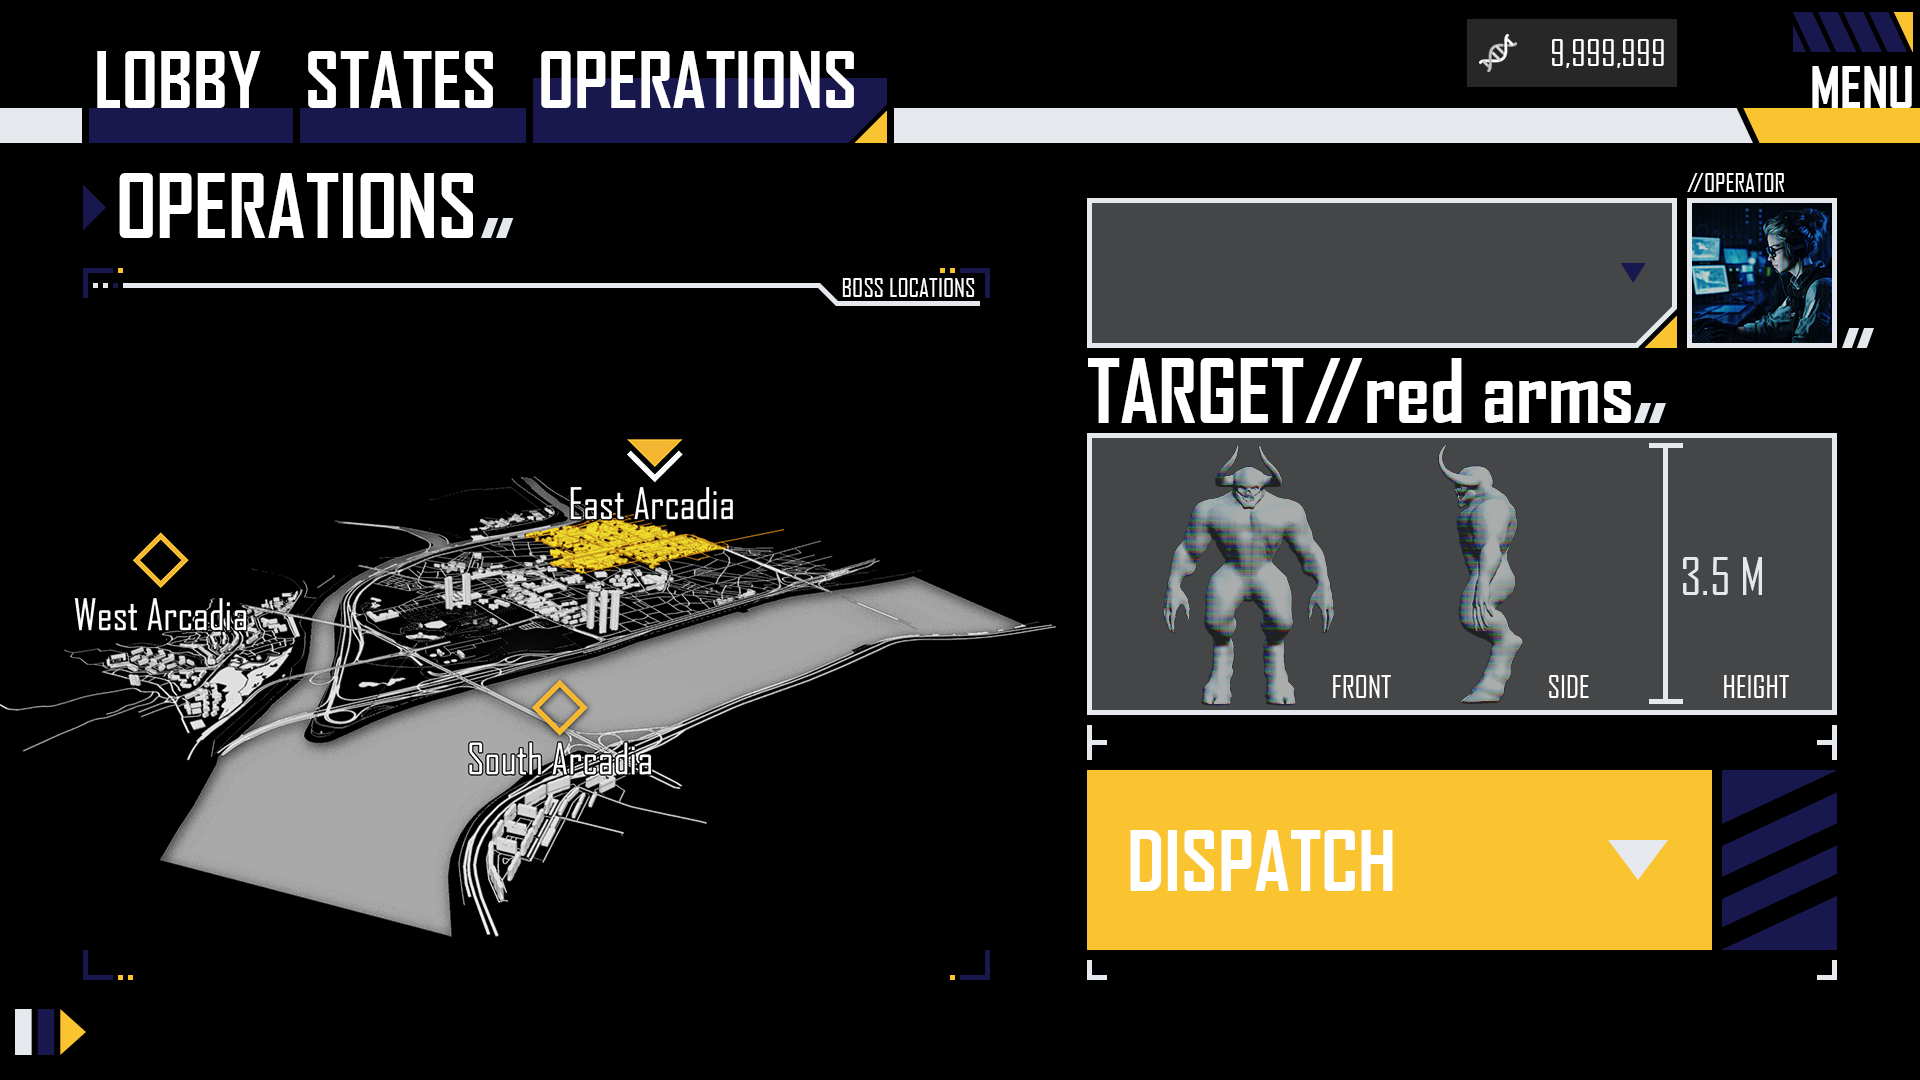 LOBBY STATES OPERATIONS
9,999,999
MENU
OPERATIONS
BOSS LOCATIONS
//OPERATOR
TARGET//red arms
East Arcadia
West Arcadia
South Arcadia
3.5 M
FRONT
SIDE
HEIGHT
DISPATCH